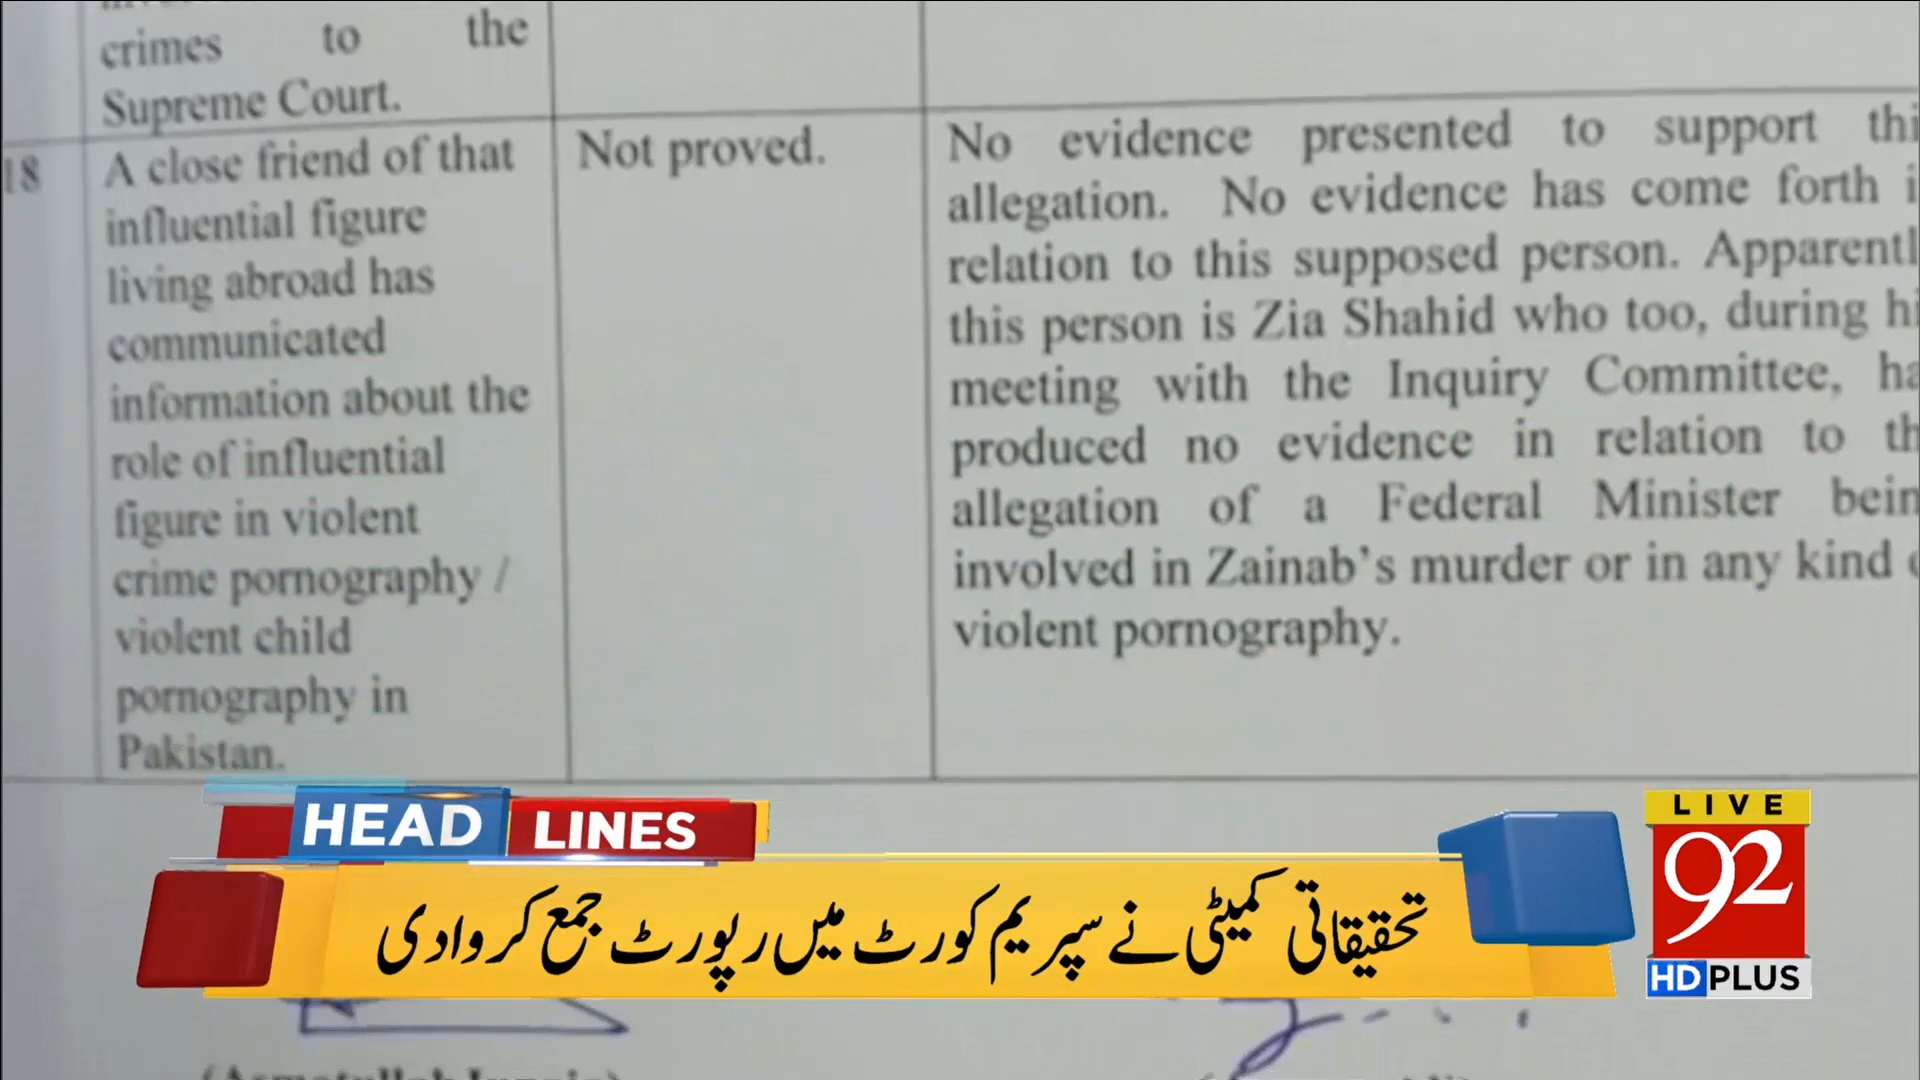 crimes to the
Supreme Court.
18
A close friend of that
influential figure
living abroad has
communicated
information about the
role of influential
figure in violent
crime pornography /
violent child
pornography in
Pakistan.
Not proved.
No evidence presented to support thi
allegation. No evidence has come forth i
relation to this supposed person. Apparentl
this person is Zia Shahid who too, during hi
meeting with the Inquiry Committee, ha
produced no evidence in relation to th
allegation of a Federal Minister bein
involved in Zainab's murder or in any kind o
violent pornography.
HEAD LINES
تحقیقاتی کمیٹی نے سپریم کورٹ میں رپورٹ جمع کروادی
LIVE
92
HD PLUS